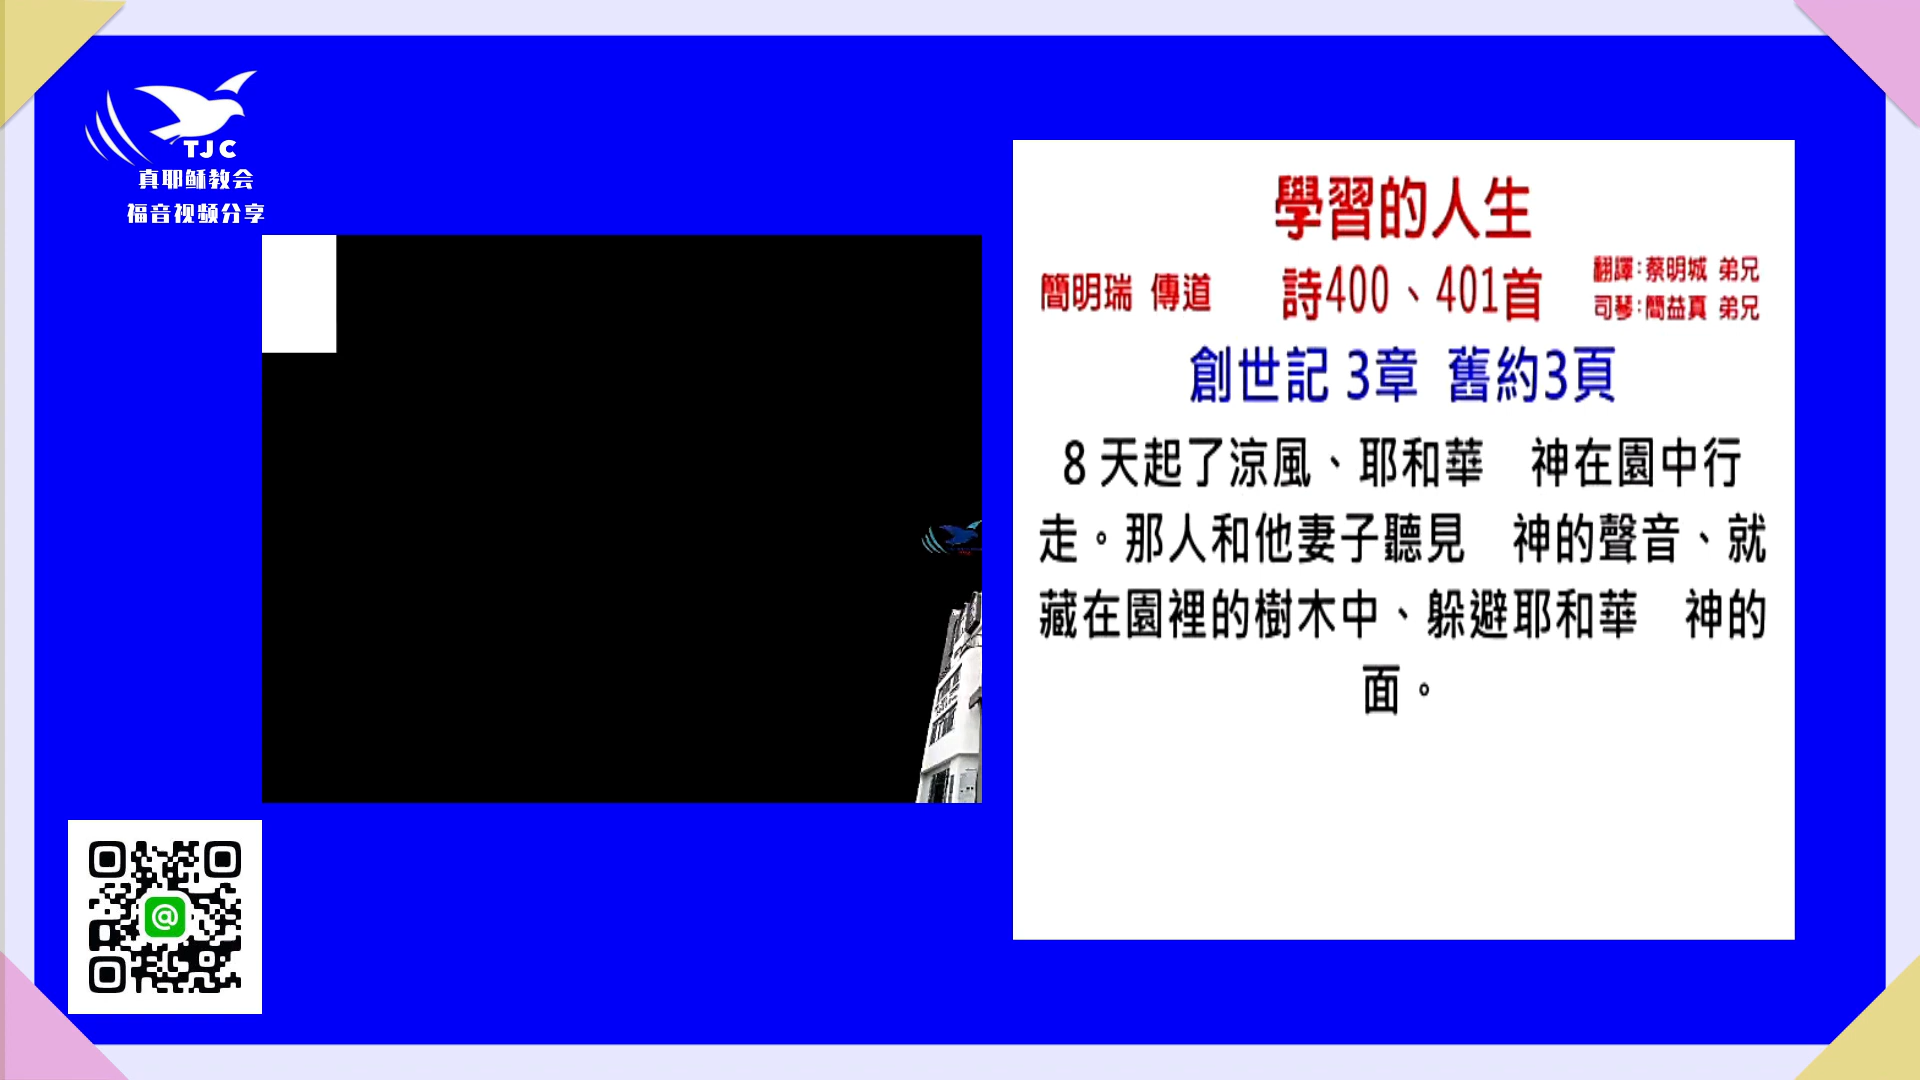 TJC
真耶稣教会
福音视频分享
學習的人生
簡明瑞 傳道
詩400、401首
翻譯:蔡明城 弟兄
司琴:簡益真 弟兄
創世記 3章 舊約3頁
8 天起了涼風、耶和華　神在園中行
走。那人和他妻子聽見　神的聲音、就
藏在園裡的樹木中、躲避耶和華　神的
面。
@